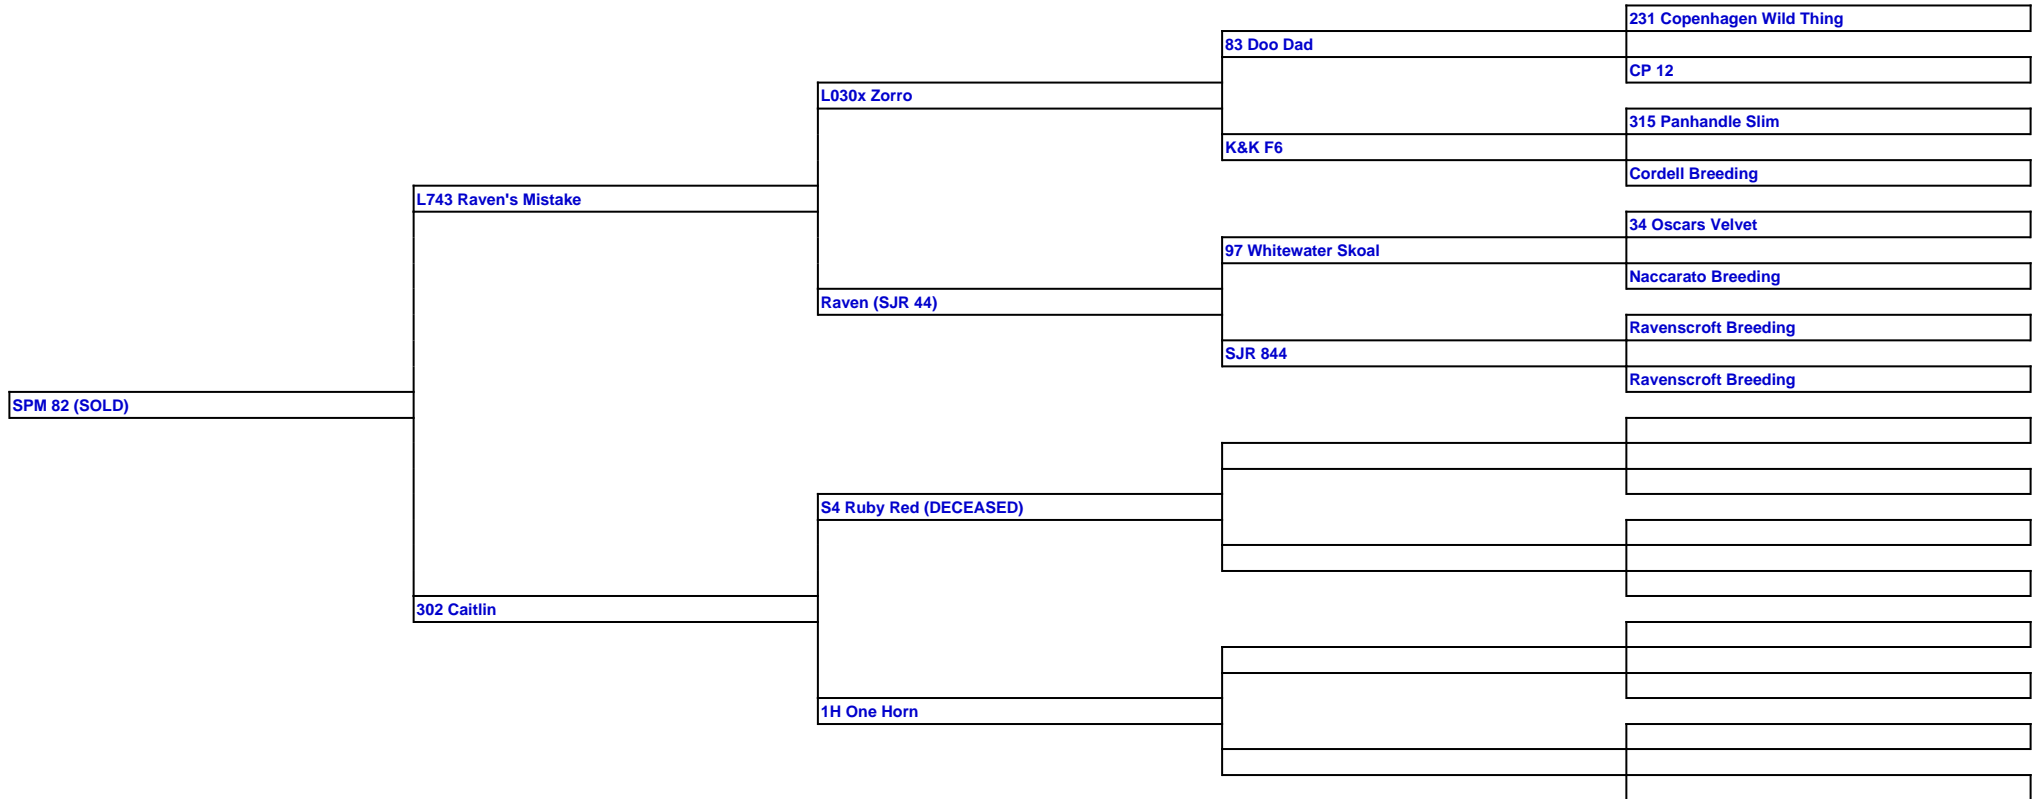 231 Copenhagen Wild Thing
83 Doo Dad
CP 12
L030x Zorro
315 Panhandle Slim
K&K F6
Cordell Breeding
L743 Raven's Mistake
34 Oscars Velvet
97 Whitewater Skoal
Naccarato Breeding
Raven (SJR 44)
Ravenscroft Breeding
SJR 844
Ravenscroft Breeding
SPM 82 (SOLD)
S4 Ruby Red (DECEASED)
302 Caitlin
1H One Horn